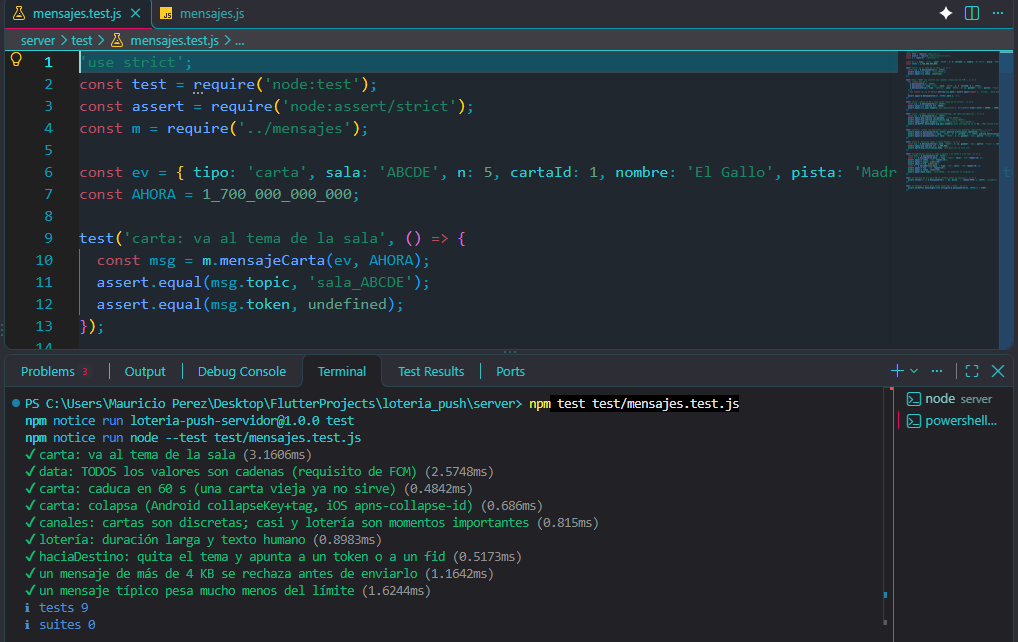 mensajes.test.js
JS mensajes.js
server > test > mensajes.test.js > ...
1 'use strict';
2 const test = require('node:test');
3 const assert = require('node:assert/strict');
4 const m = require('../mensajes');
5
6 const ev = { tipo: 'carta', sala: 'ABCDE', n: 5, cartaId: 1, nombre: 'El Gallo', pista: 'Madr
7 const AHORA = 1_700_000_000_000;
8
9 test('carta: va al tema de la sala', () => {
10 const msg = m.mensajeCarta(ev, AHORA);
11 assert.equal(msg.topic, 'sala_ABCDE');
12 assert.equal(msg.token, undefined);
13 });
14
Problems 3 Output Debug Console Terminal Test Results Ports
PS C:\Users\Mauricio Perez\Desktop\FlutterProjects\loteria_push\server> npm test test/mensajes.test.js
npm notice run loteria-push-servidor@1.0.0 test
npm notice run node --test test/mensajes.test.js
✓ carta: va al tema de la sala (3.1606ms)
✓ data: TODOS los valores son cadenas (requisito de FCM) (2.5748ms)
✓ carta: caduca en 60 s (una carta vieja ya no sirve) (0.4842ms)
✓ carta: colapsa (Android collapseKey+tag, iOS apns-collapse-id) (0.686ms)
✓ canales: cartas son discretas; casi y lotería son momentos importantes (0.815ms)
✓ lotería: duración larga y texto humano (0.8983ms)
✓ haciaDestino: quita el tema y apunta a un token o a un fid (0.5173ms)
✓ un mensaje de más de 4 KB se rechaza antes de enviarlo (1.1642ms)
✓ un mensaje típico pesa mucho menos del límite (1.6244ms)
ℹ tests 9
ℹ suites 0
node server
powershell...